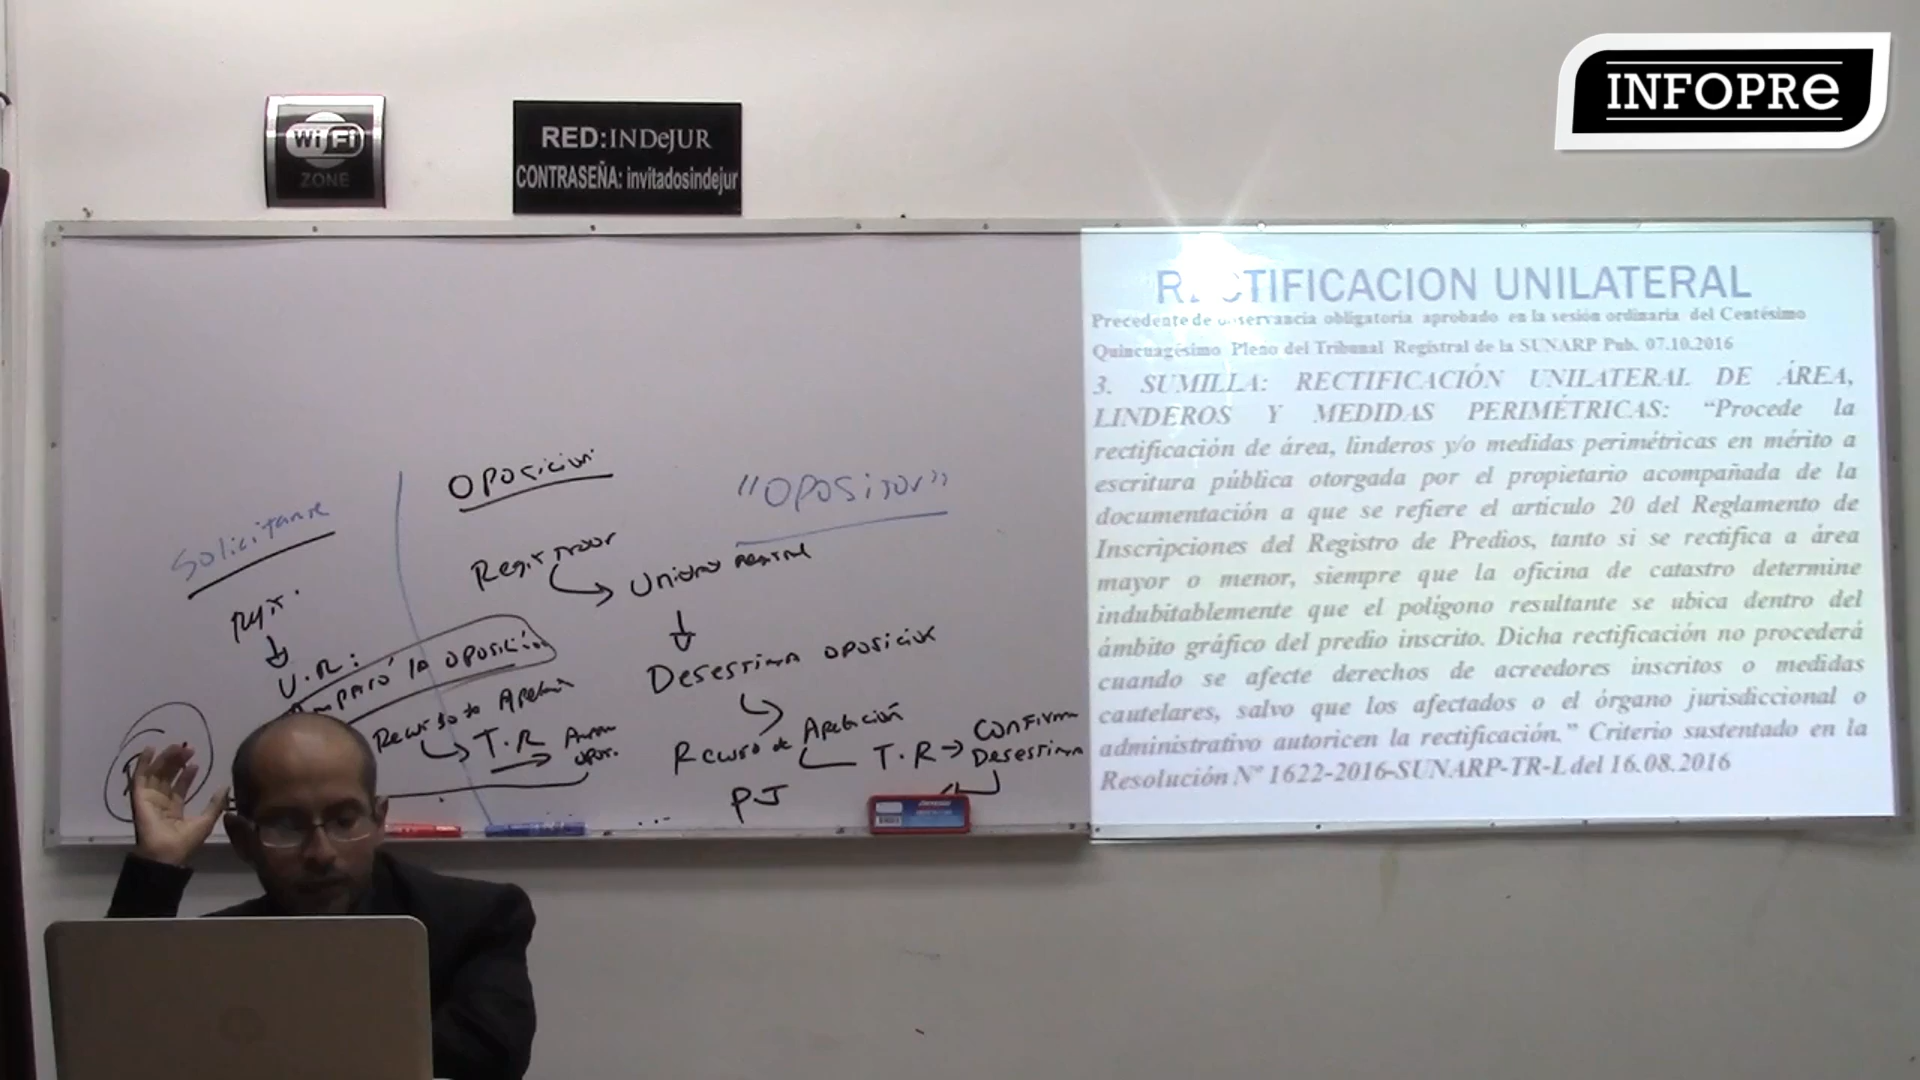 INFOPRe
Wi Fi
ZONE
RED:INDeJUR
CONTRASEÑA: invitadosindejur
RECTIFICACION UNILATERAL
Precedente de observancia obligatoria aprobado en la sesión ordinaria del Centésimo
Quincuagésimo Pleno del Tribunal Registral de la SUNARP Pub. 07.10.2016
3. SUMILLA: RECTIFICACIÓN UNILATERAL DE ÁREA,
LINDEROS Y MEDIDAS PERIMÉTRICAS: “Procede la
rectificación de área, linderos y/o medidas perimétricas en mérito a
escritura pública otorgada por el propietario acompañada de la
documentación a que se refiere el artículo 20 del Reglamento de
Inscripciones del Registro de Predios, tanto si se rectifica a área
mayor o menor, siempre que la oficina de catastro determine
indubitablemente que el polígono resultante se ubica dentro del
ámbito gráfico del predio inscrito. Dicha rectificación no procederá
cuando se afecte derechos de acreedores inscritos o medidas
cautelares, salvo que los afectados o el órgano jurisdiccional o
administrativo autoricen la rectificación.” Criterio sustentado en la
Resolución Nº 1622-2016-SUNARP-TR-L del 16.08.2016
Solicitante
U.R:
la oposición
T.R
Oposición
"Opositor"
Registrador
Desestima oposición
Apelación
T.R
Confirma
Desestima
PJ